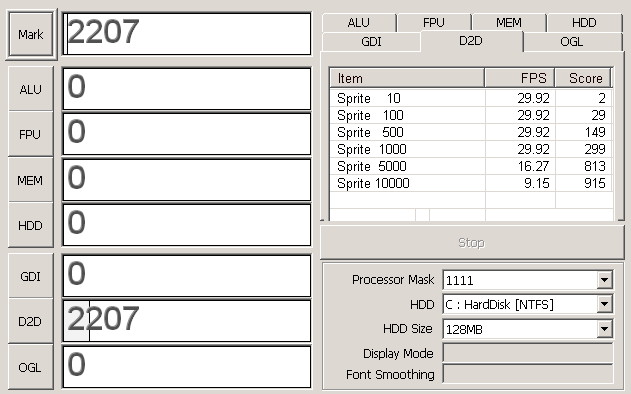 Mark 2207
ALU 0
FPU 0
MEM 0
HDD 0
GDI 0
D2D 2207
OGL 0
ALU FPU MEM HDD
GDI D2D OGL
Item FPS Score
Sprite 10 29.92 2
Sprite 100 29.92 29
Sprite 500 29.92 149
Sprite 1000 29.92 299
Sprite 5000 16.27 813
Sprite 10000 9.15 915
Stop
Processor Mask 1111
HDD C : HardDisk [NTFS]
HDD Size 128MB
Display Mode
Font Smoothing